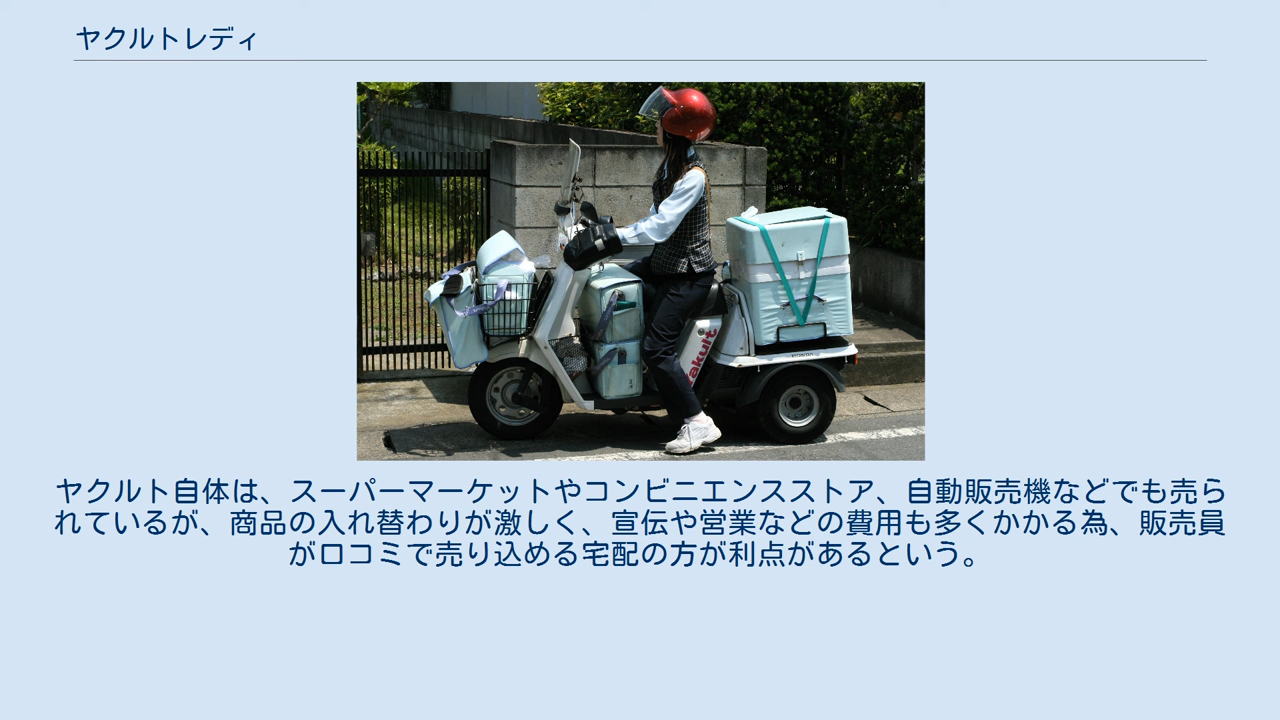 ヤクルトレディ
yakult
ヤクルト自体は、スーパーマーケットやコンビニエンスストア、自動販売機などでも売ら
れているが、商品の入れ替わりが激しく、宣伝や営業などの費用も多くかかる為、販売員
が口コミで売り込める宅配の方が利点があるという。